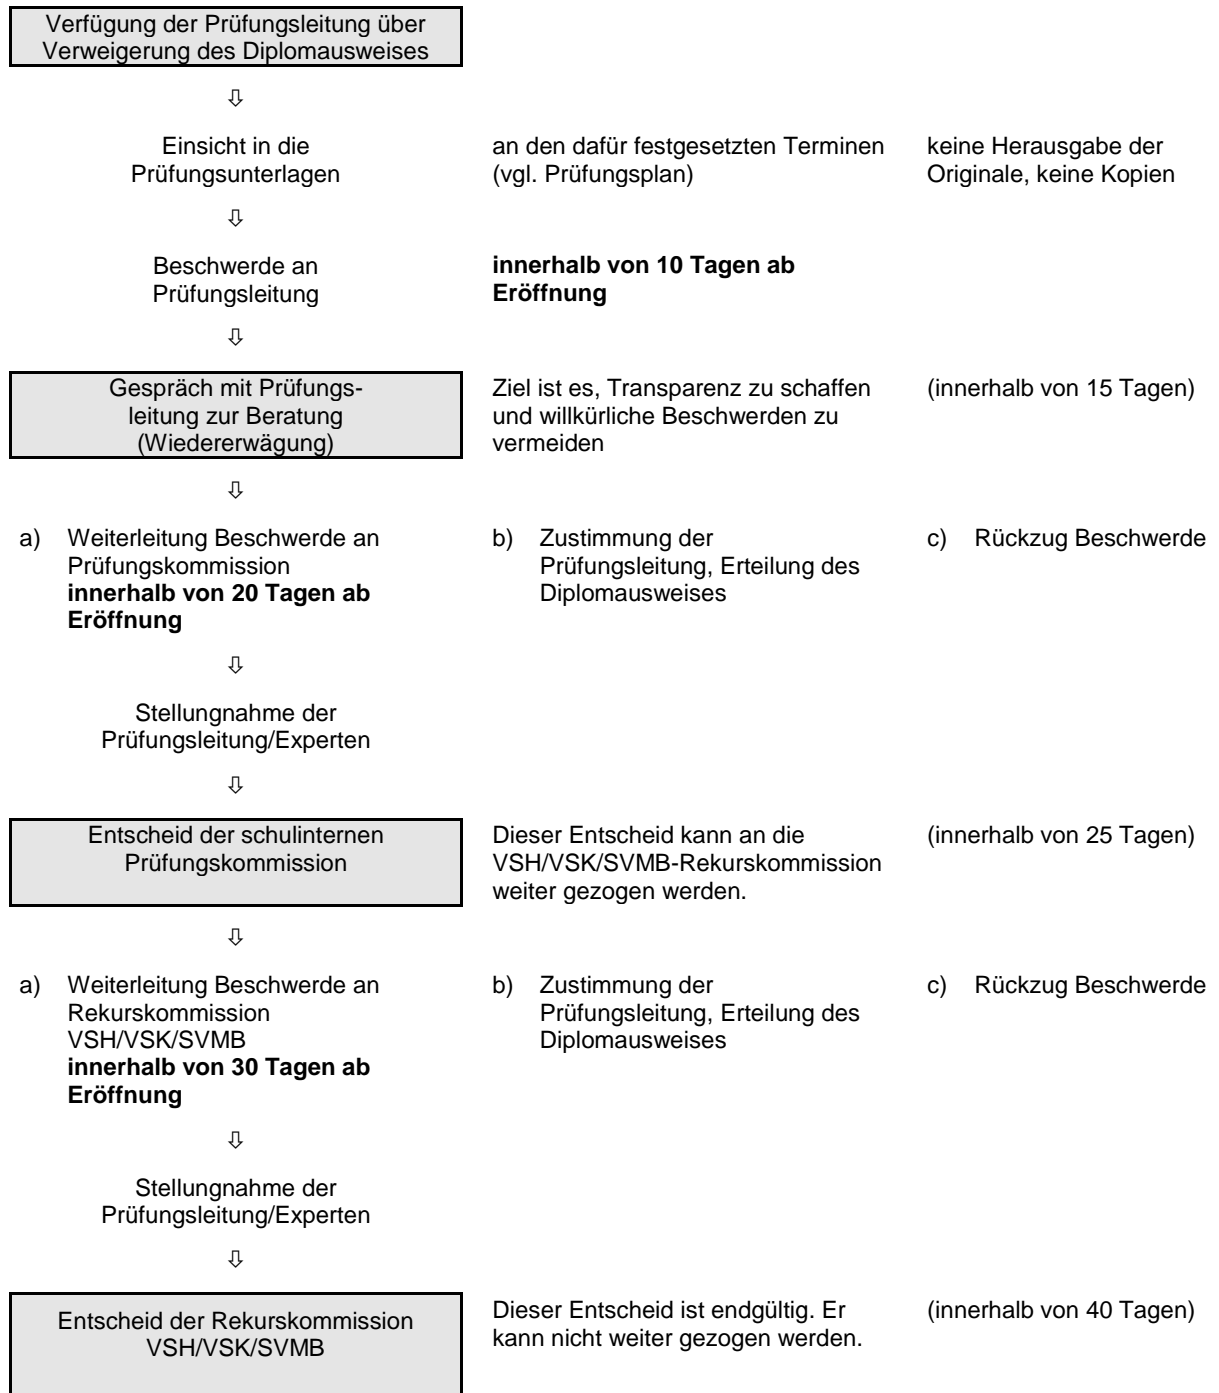 Verfügung der Prüfungsleitung über
Verweigerung des Diplomausweises
⇩
Einsicht in die
Prüfungsunterlagen
an den dafür festgesetzten Terminen
(vgl. Prüfungsplan)
keine Herausgabe der
Originale, keine Kopien
⇩
Beschwerde an
Prüfungsleitung
innerhalb von 10 Tagen ab
Eröffnung
⇩
Gespräch mit Prüfungs-
leitung zur Beratung
(Wiedererwägung)
Ziel ist es, Transparenz zu schaffen
und willkürliche Beschwerden zu
vermeiden
(innerhalb von 15 Tagen)
⇩
a) Weiterleitung Beschwerde an
Prüfungskommission
innerhalb von 20 Tagen ab
Eröffnung
b) Zustimmung der
Prüfungsleitung, Erteilung des
Diplomausweises
c) Rückzug Beschwerde
⇩
Stellungnahme der
Prüfungsleitung/Experten
⇩
Entscheid der schulinternen
Prüfungskommission
Dieser Entscheid kann an die
VSH/VSK/SVMB-Rekurskommission
weiter gezogen werden.
(innerhalb von 25 Tagen)
⇩
a) Weiterleitung Beschwerde an
Rekurskommission
VSH/VSK/SVMB
innerhalb von 30 Tagen ab
Eröffnung
b) Zustimmung der
Prüfungsleitung, Erteilung des
Diplomausweises
c) Rückzug Beschwerde
⇩
Stellungnahme der
Prüfungsleitung/Experten
⇩
Entscheid der Rekurskommission
VSH/VSK/SVMB
Dieser Entscheid ist endgültig. Er
kann nicht weiter gezogen werden.
(innerhalb von 40 Tagen)